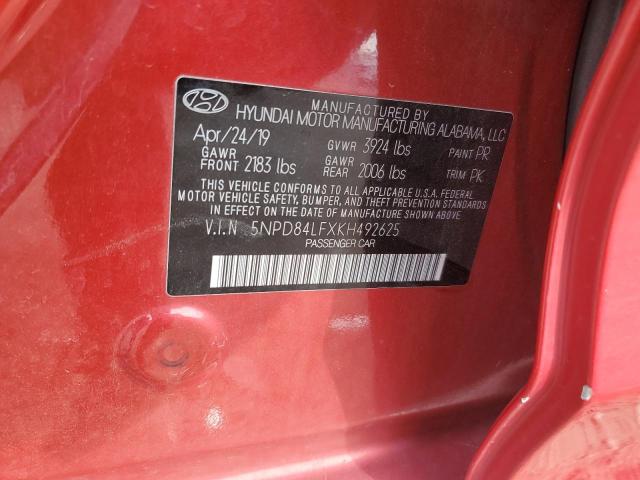 MANUFACTURED BY
HYUNDAI MOTOR MANUFACTURING ALABAMA, LLC
Apr/24/19 GVWR 3924 lbs PAINT PR
GAWR FRONT 2183 lbs GAWR REAR 2006 lbs TRIM PK
THIS VEHICLE CONFORMS TO ALL APPLICABLE U.S.A. FEDERAL
MOTOR VEHICLE SAFETY, BUMPER, AND THEFT PREVENTION STANDARDS
IN EFFECT ON THE DATE OF MANUFACTURE SHOWN ABOVE.
V.I.N 5NPD84LFXKH492625
PASSENGER CAR